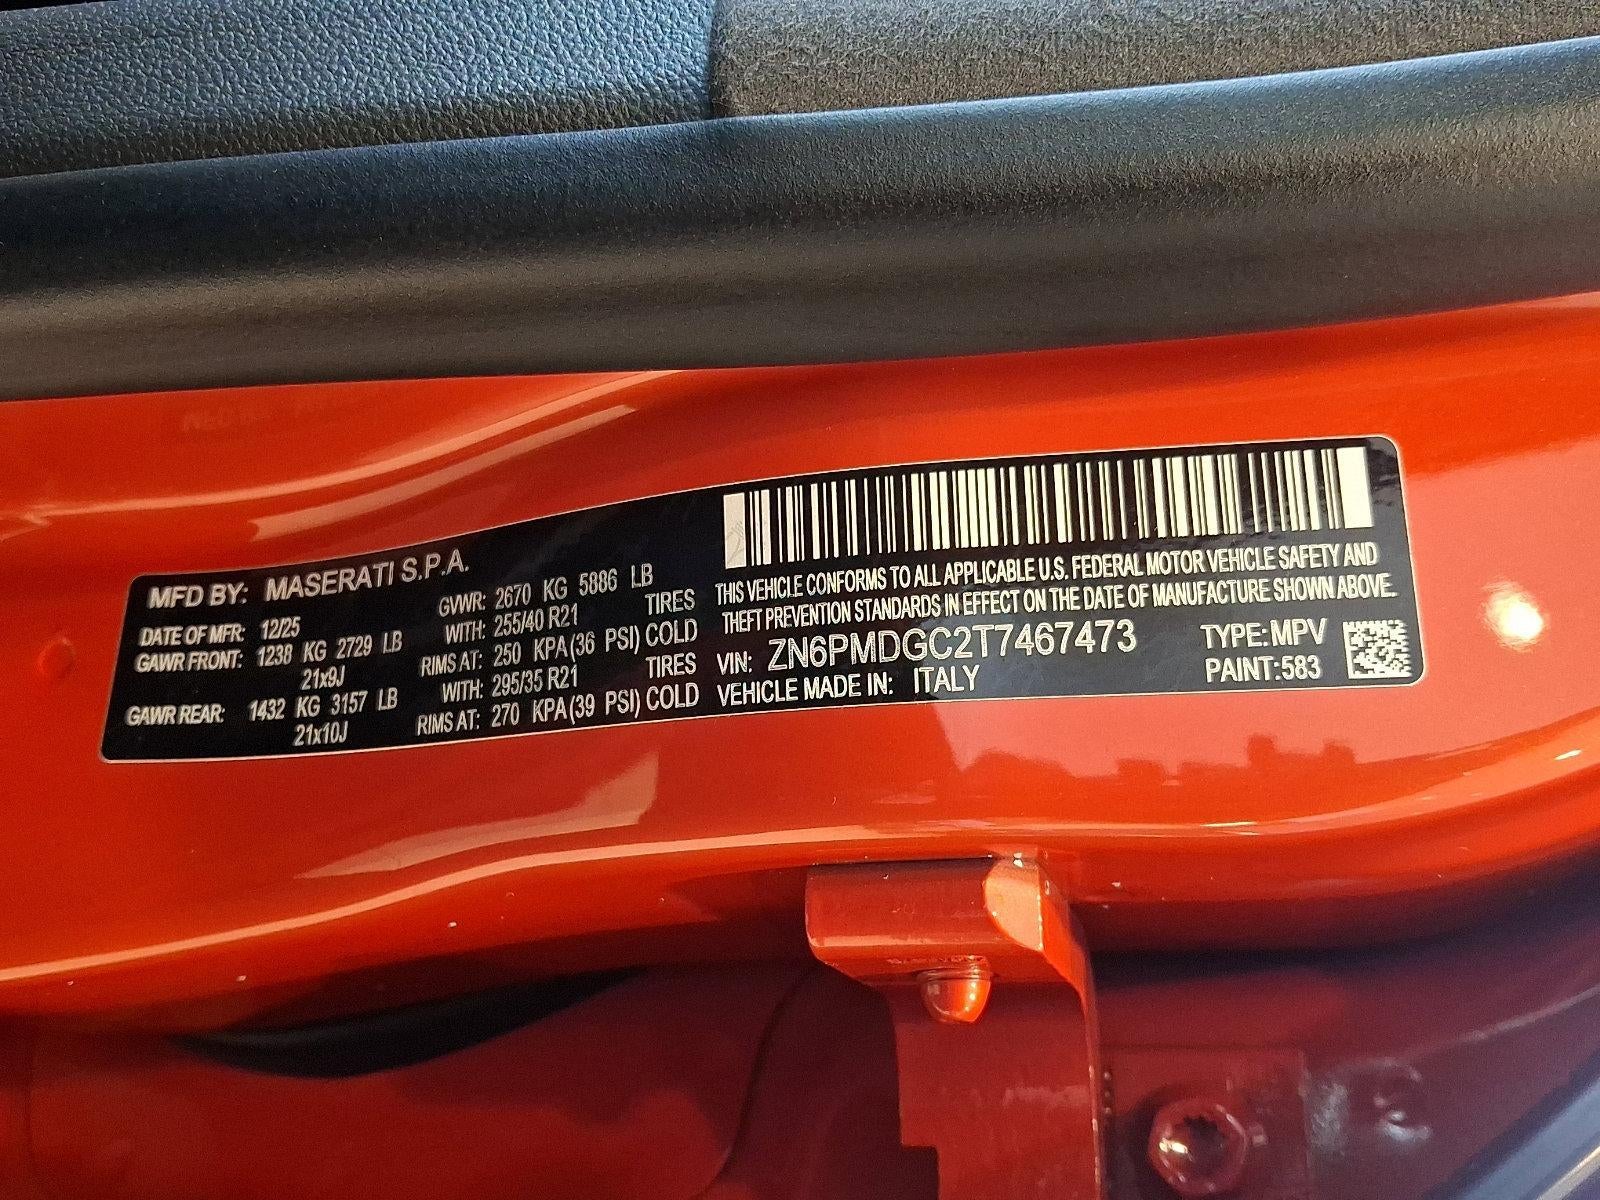 MFD BY: MASERATI S.P.A.
DATE OF MFR: 12/25 GVWR: 2670 KG 5886 LB
GAWR FRONT: 1238 KG 2729 LB WITH: 255/40 R21 TIRES
21x9J RIMS AT: 250 KPA(36 PSI) COLD
WITH: 295/35 R21 TIRES
GAWR REAR: 1432 KG 3157 LB
21x10J RIMS AT: 270 KPA(39 PSI) COLD
THIS VEHICLE CONFORMS TO ALL APPLICABLE U.S. FEDERAL MOTOR VEHICLE SAFETY AND
THEFT PREVENTION STANDARDS IN EFFECT ON THE DATE OF MANUFACTURE SHOWN ABOVE.
VIN: ZN6PMDGC2T7467473 TYPE:MPV
VEHICLE MADE IN: ITALY PAINT:583